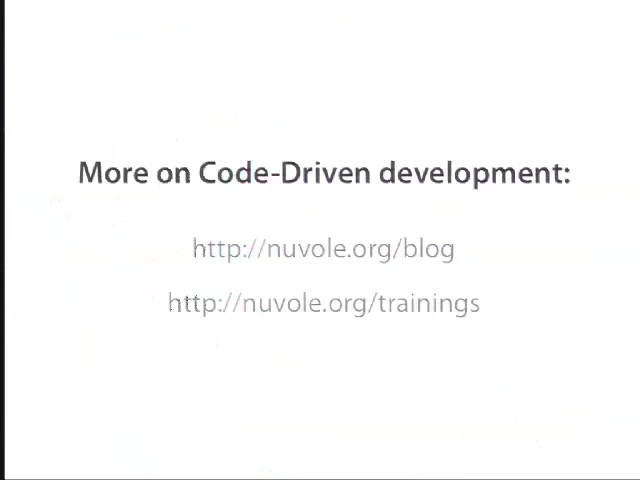 More on Code-Driven development:
http://nuvole.org/blog
http://nuvole.org/trainings